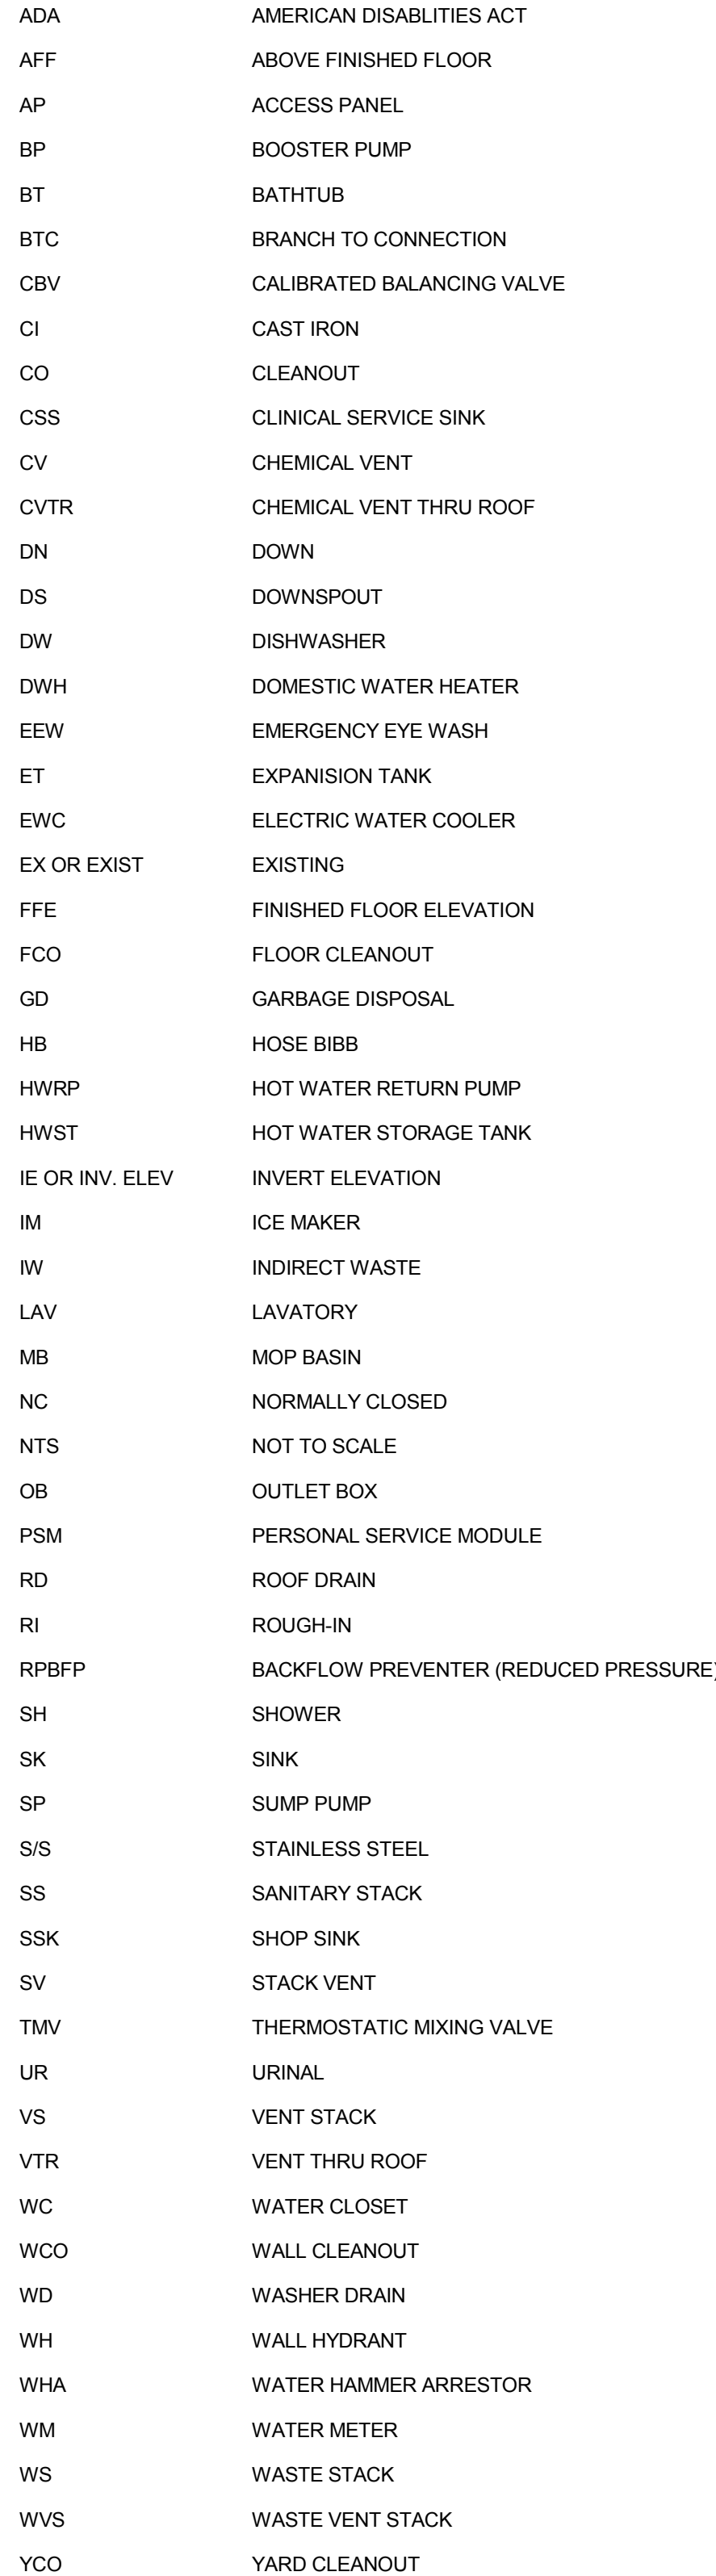 ADA AMERICAN DISABLITIES ACT
AFF ABOVE FINISHED FLOOR
AP ACCESS PANEL
BP BOOSTER PUMP
BT BATHTUB
BTC BRANCH TO CONNECTION
CBV CALIBRATED BALANCING VALVE
CI CAST IRON
CO CLEANOUT
CSS CLINICAL SERVICE SINK
CV CHEMICAL VENT
CVTR CHEMICAL VENT THRU ROOF
DN DOWN
DS DOWNSPOUT
DW DISHWASHER
DWH DOMESTIC WATER HEATER
EEW EMERGENCY EYE WASH
ET EXPANISION TANK
EWC ELECTRIC WATER COOLER
EX OR EXIST EXISTING
FFE FINISHED FLOOR ELEVATION
FCO FLOOR CLEANOUT
GD GARBAGE DISPOSAL
HB HOSE BIBB
HWRP HOT WATER RETURN PUMP
HWST HOT WATER STORAGE TANK
IE OR INV. ELEV INVERT ELEVATION
IM ICE MAKER
IW INDIRECT WASTE
LAV LAVATORY
MB MOP BASIN
NC NORMALLY CLOSED
NTS NOT TO SCALE
OB OUTLET BOX
PSM PERSONAL SERVICE MODULE
RD ROOF DRAIN
RI ROUGH-IN
RPBFP BACKFLOW PREVENTER (REDUCED PRESSURE)
SH SHOWER
SK SINK
SP SUMP PUMP
S/S STAINLESS STEEL
SS SANITARY STACK
SSK SHOP SINK
SV STACK VENT
TMV THERMOSTATIC MIXING VALVE
UR URINAL
VS VENT STACK
VTR VENT THRU ROOF
WC WATER CLOSET
WCO WALL CLEANOUT
WD WASHER DRAIN
WH WALL HYDRANT
WHA WATER HAMMER ARRESTOR
WM WATER METER
WS WASTE STACK
WVS WASTE VENT STACK
YCO YARD CLEANOUT